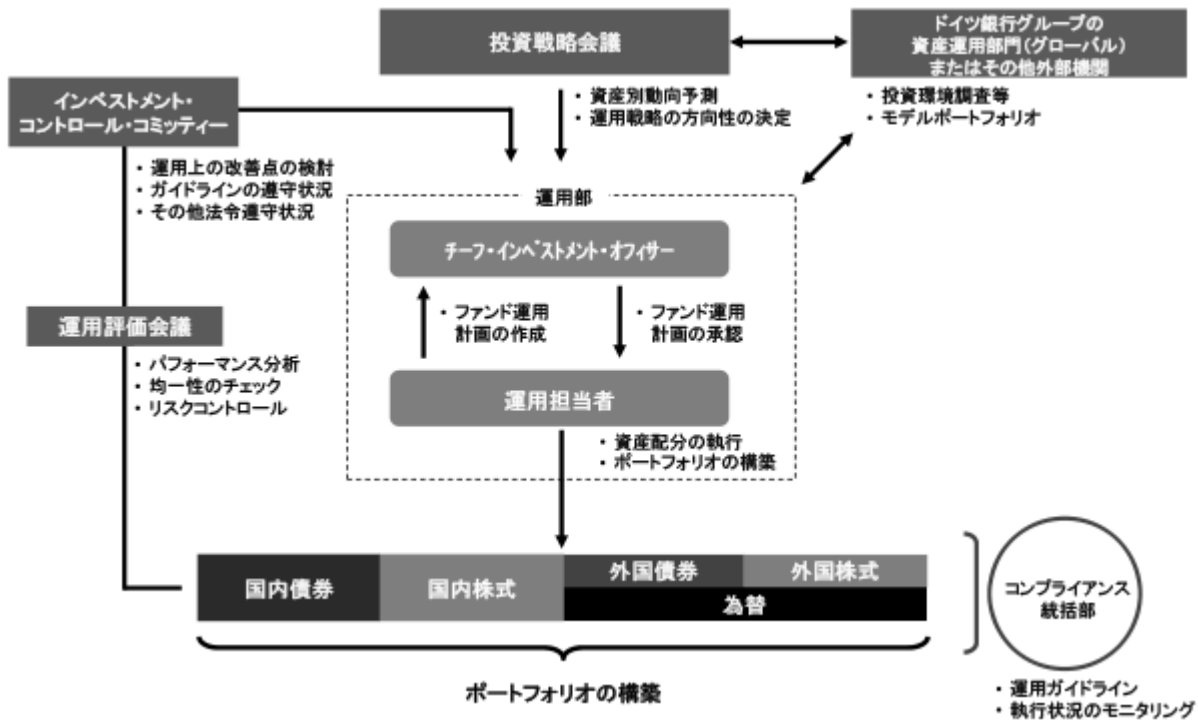 投資戦略会議
ドイツ銀行グループの
資産運用部門(グローバル)
またはその他外部機関
インベストメント・
コントロール・コミッティー
・ 資産別動向予測
・ 運用戦略の方向性の決定
・ 投資環境調査等
・ モデルポートフォリオ
・ 運用上の改善点の検討
・ ガイドラインの遵守状況
・ その他法令遵守状況
運用部
チーフ・インベストメント・オフィサー
・ ファンド運用
計画の作成
・ ファンド運用
計画の承認
運用評価会議
・ パフォーマンス分析
・ 均一性のチェック
・ リスクコントロール
運用担当者
・ 資産配分の執行
・ ポートフォリオの構築
国内債券
国内株式
外国債券
外国株式
為替
コンプライアンス
統括部
ポートフォリオの構築
・ 運用ガイドライン
・ 執行状況のモニタリング